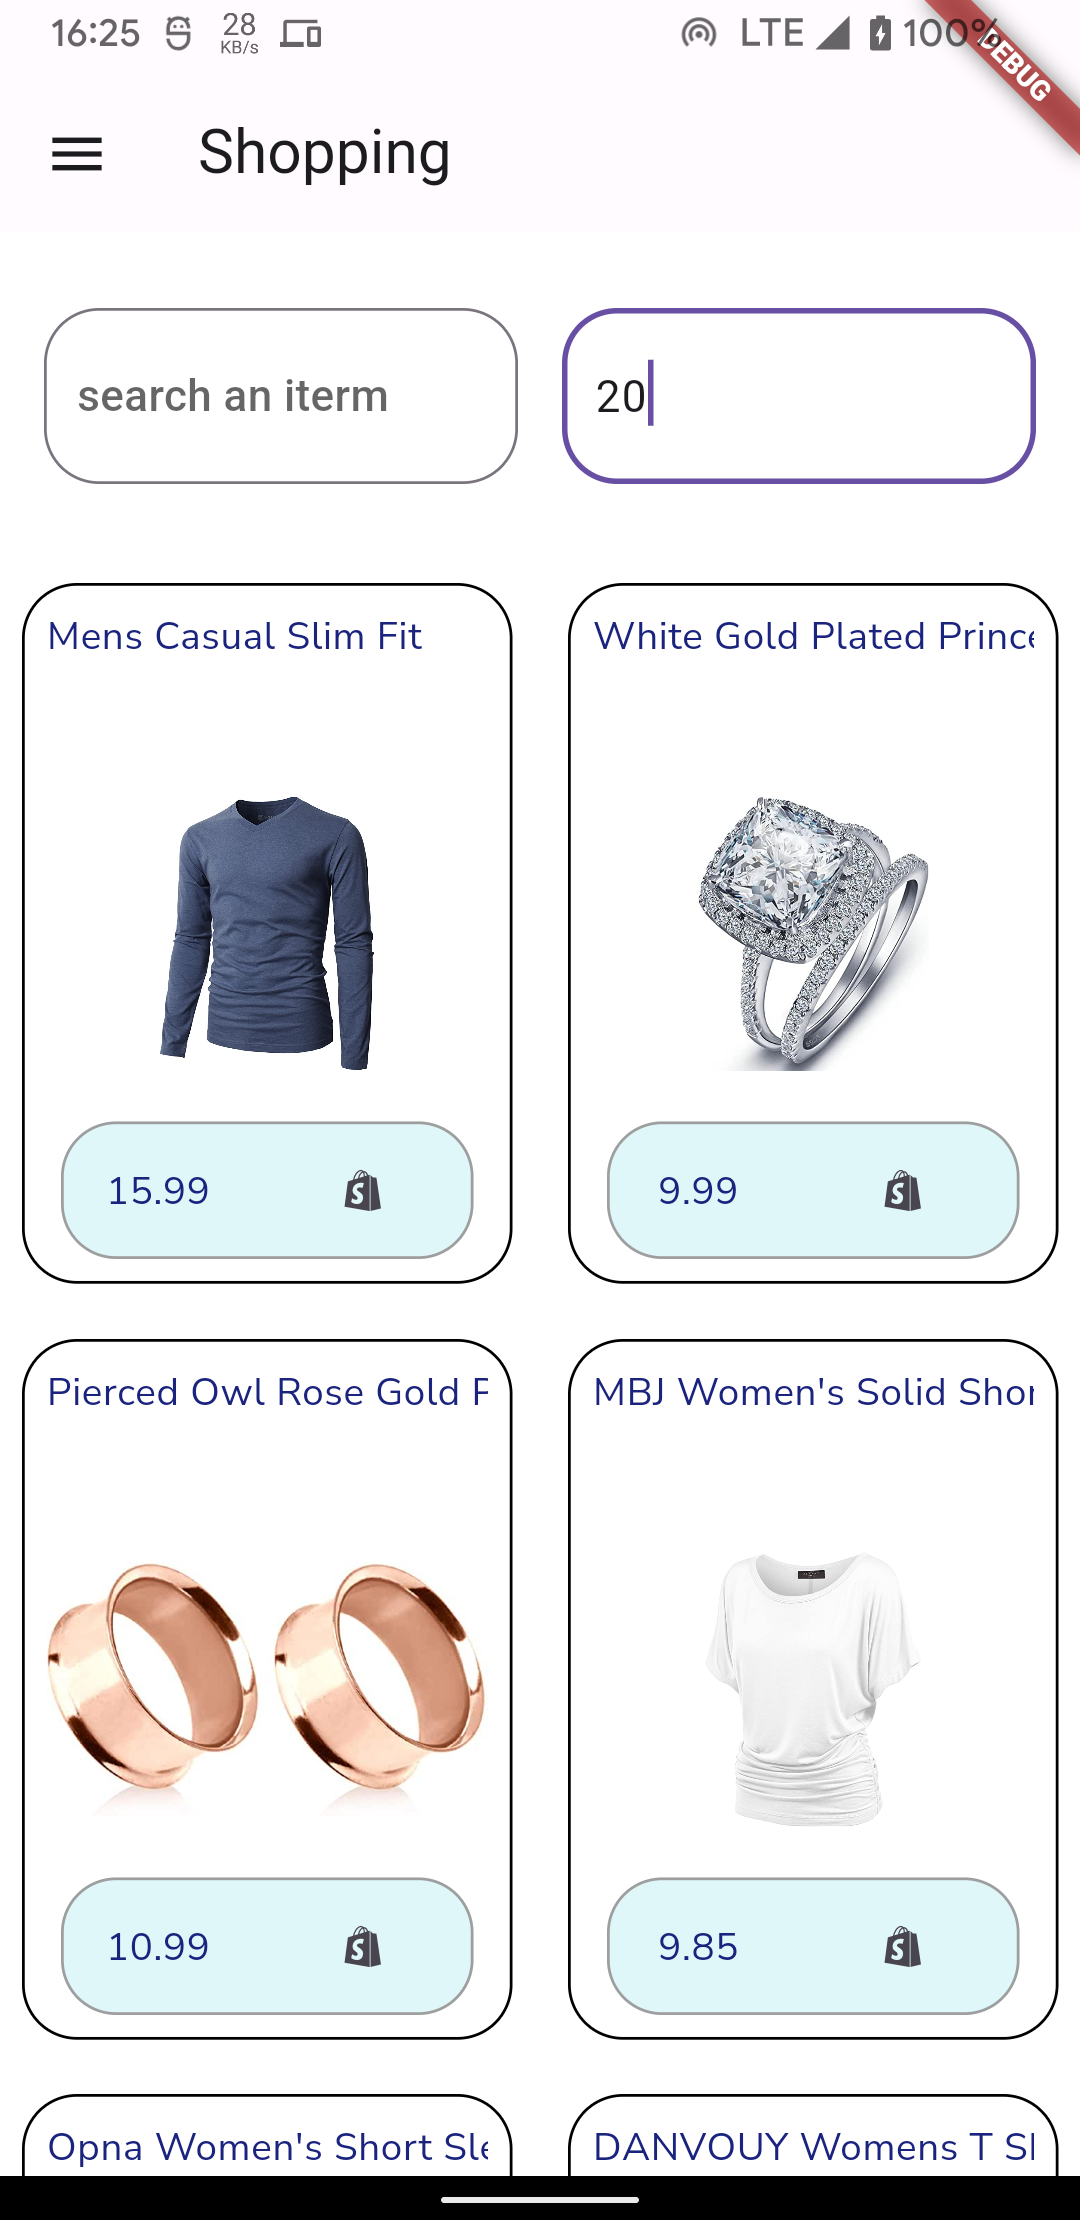 16:25 28 KB/s LTE 100%
DEBUG
Shopping
search an iterm
20
Mens Casual Slim Fit
White Gold Plated Prince
15.99
9.99
Pierced Owl Rose Gold P
MBJ Women's Solid Shor
10.99
9.85
Opna Women's Short Sle
DANVOUY Womens T Sh